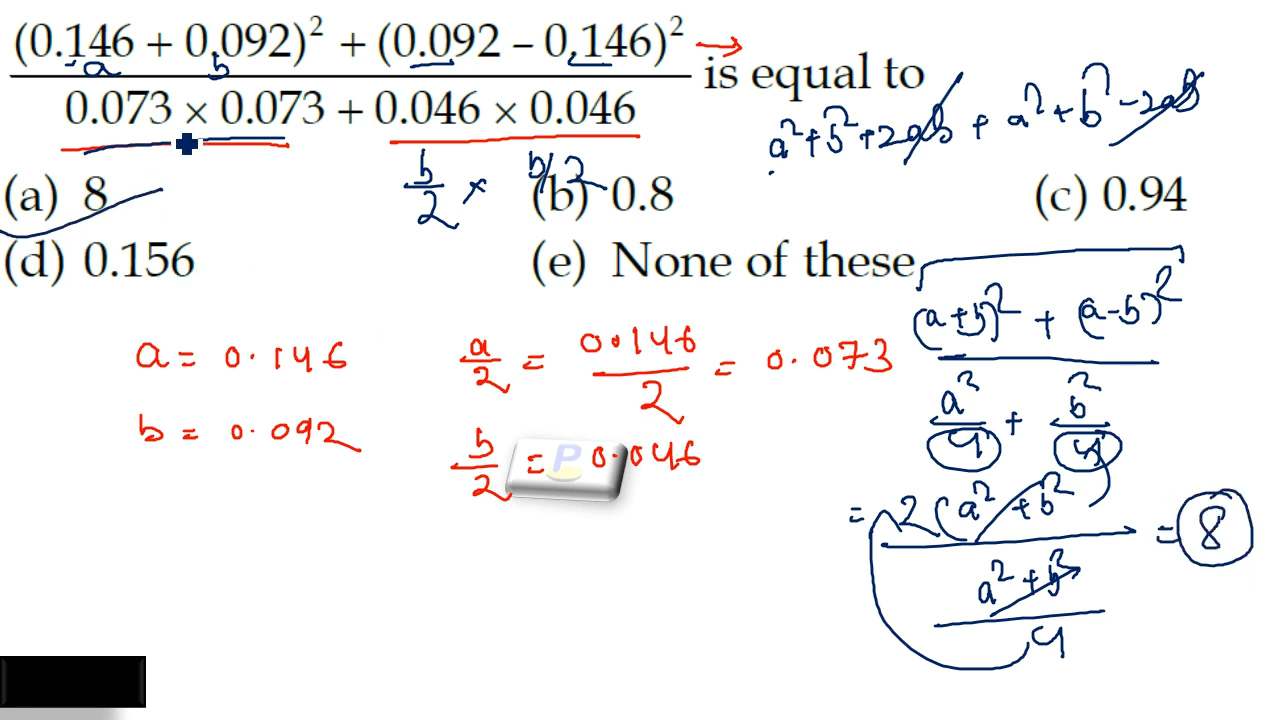 (0.146 + 0.092)² + (0.092 – 0.146)² →
a b
is equal to
0.073 × 0.073 + 0.046 × 0.046
a² + b² + 2ab + a² + b² - 2ab
b/2 × b/2
(a) 8 (b) 0.8 (c) 0.94
(d) 0.156 (e) None of these
(a+b)² + (a-b)²
a²/4 + b²/4
a = 0.146 a/2 = 0.146/2 = 0.073
b = 0.092
b/2 = 0.046
P
= 2(a² + b²) = 8
a² + b²
4